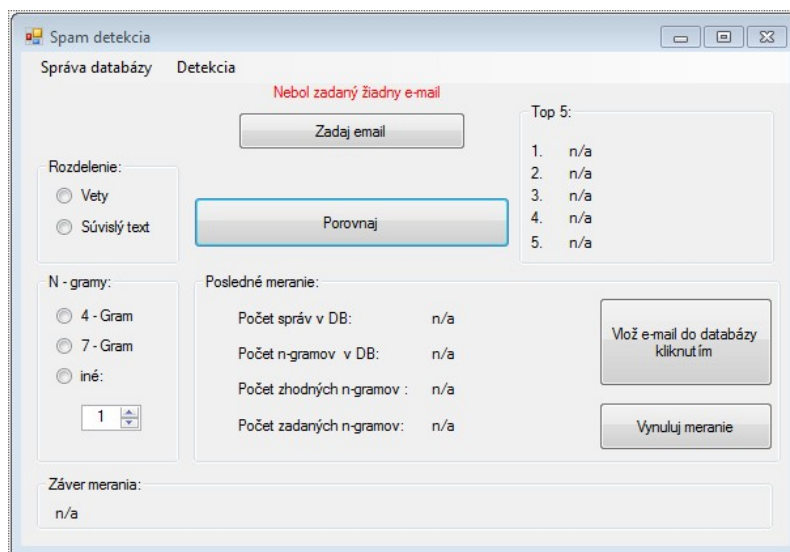 Spam detekcia
Správa databázy Detekcia
Nebol zadaný žiadny e-mail
Zadaj email
Rozdelenie:
Vety
Súvislý text
Porovnaj
Top 5:
1. n/a
2. n/a
3. n/a
4. n/a
5. n/a
N - gramy:
4 - Gram
7 - Gram
iné:
1
Posledné meranie:
Počet správ v DB: n/a
Počet n-gramov v DB: n/a
Počet zhodných n-gramov : n/a
Počet zadaných n-gramov: n/a
Vlož e-mail do databázy
kliknutím
Vynuluj meranie
Záver merania:
n/a